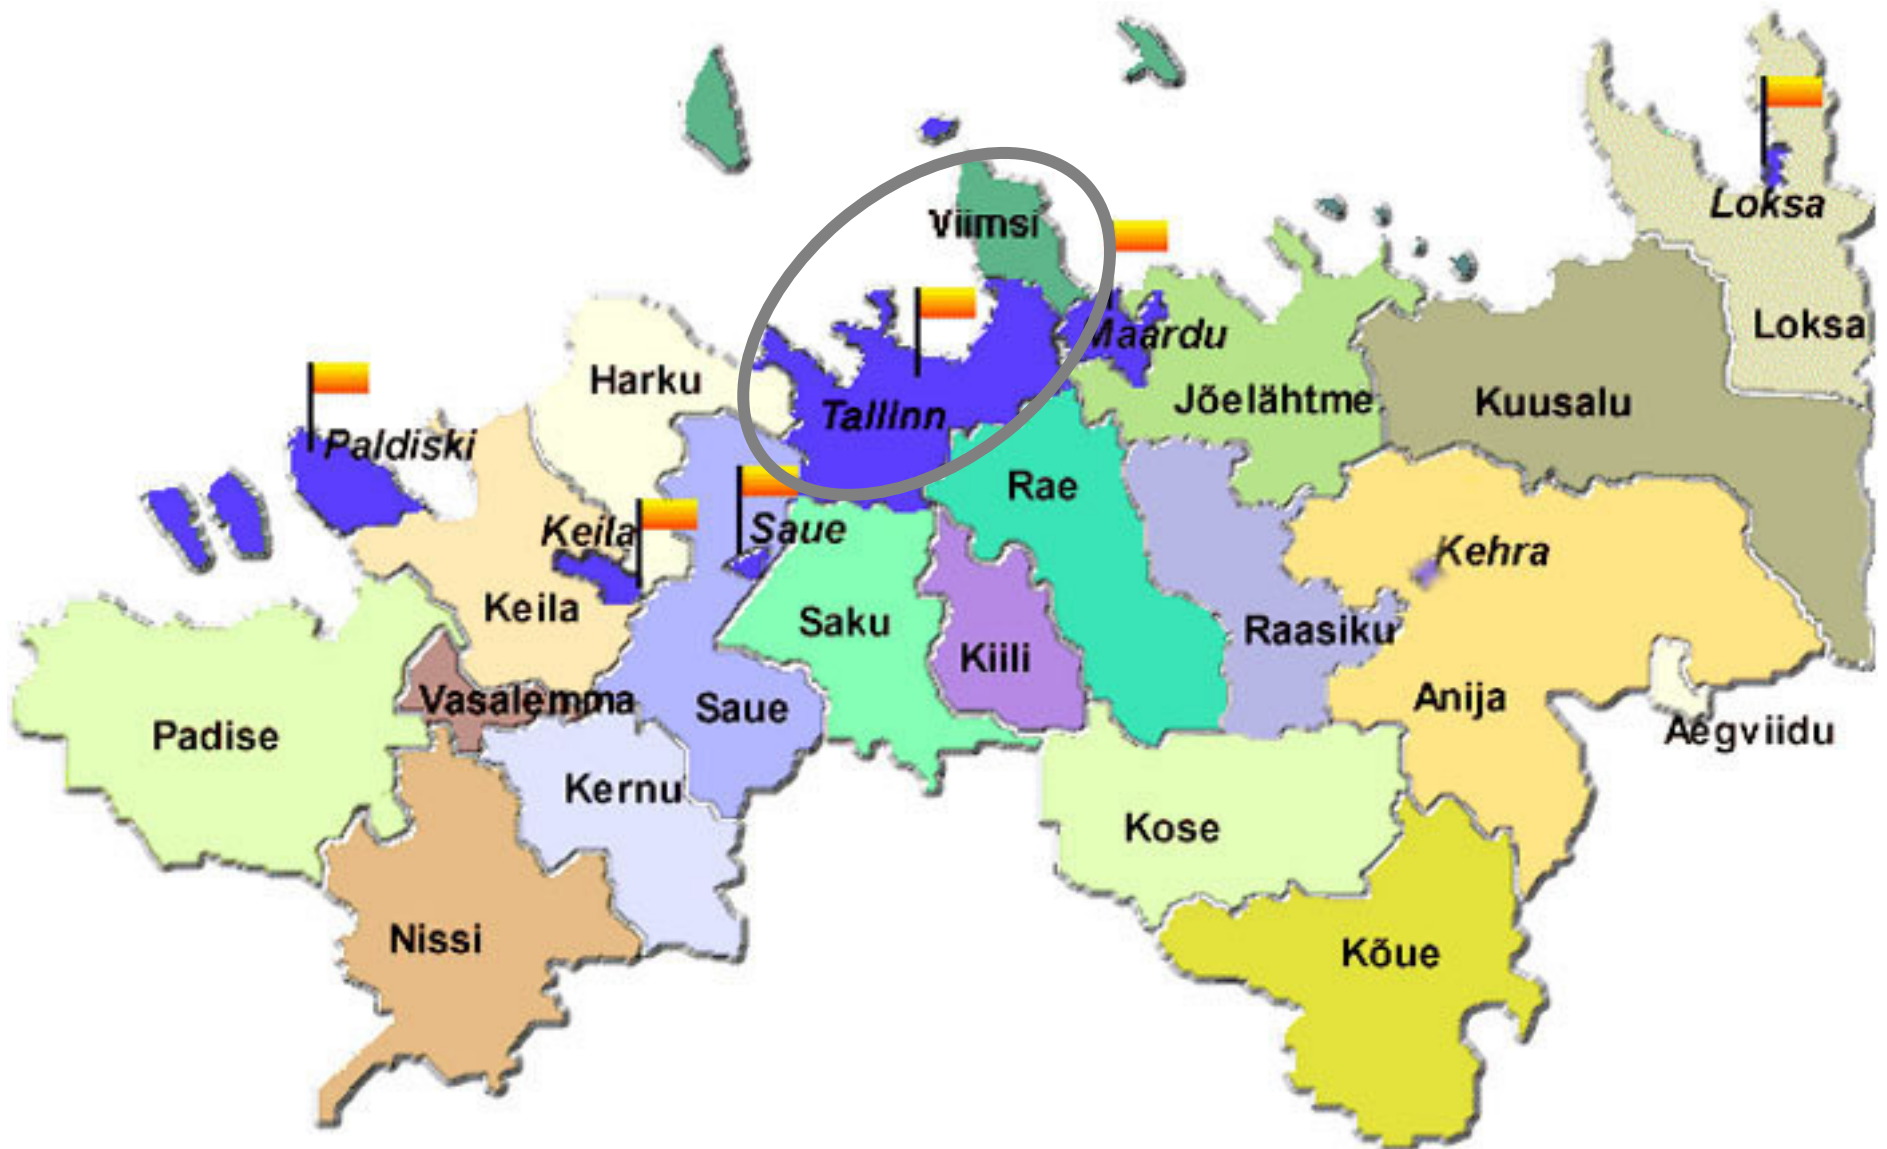 Loksa
Viimsi
Loksa
Maardu
Harku
Jõelähtme
Kuusalu
Tallinn
Paldiski
Rae
Keila
Saue
Kehra
Keila
Saku
Kiili
Raasiku
Vasalemma
Saue
Anija
Padise
Aegviidu
Kernu
Kose
Nissi
Kõue